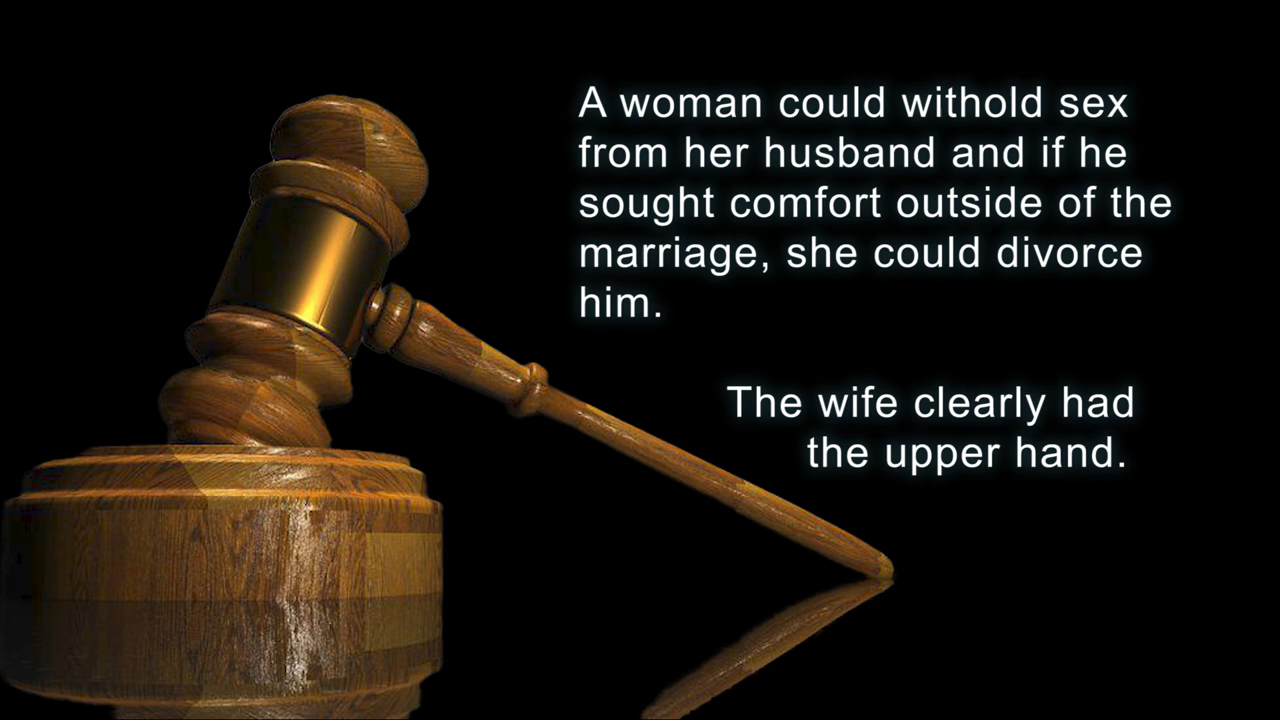 A woman could withold sex
from her husband and if he
sought comfort outside of the
marriage, she could divorce
him.
The wife clearly had
the upper hand.